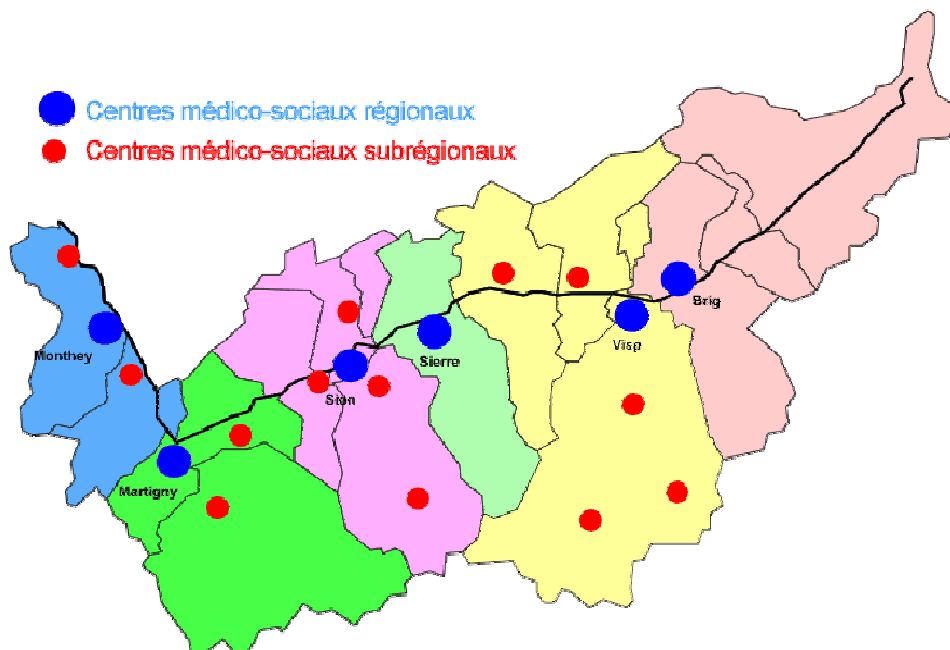 Centres médico-sociaux régionaux
Centres médico-sociaux subrégionaux
Brig
Visp
Monthey
Sierre
Sion
Martigny